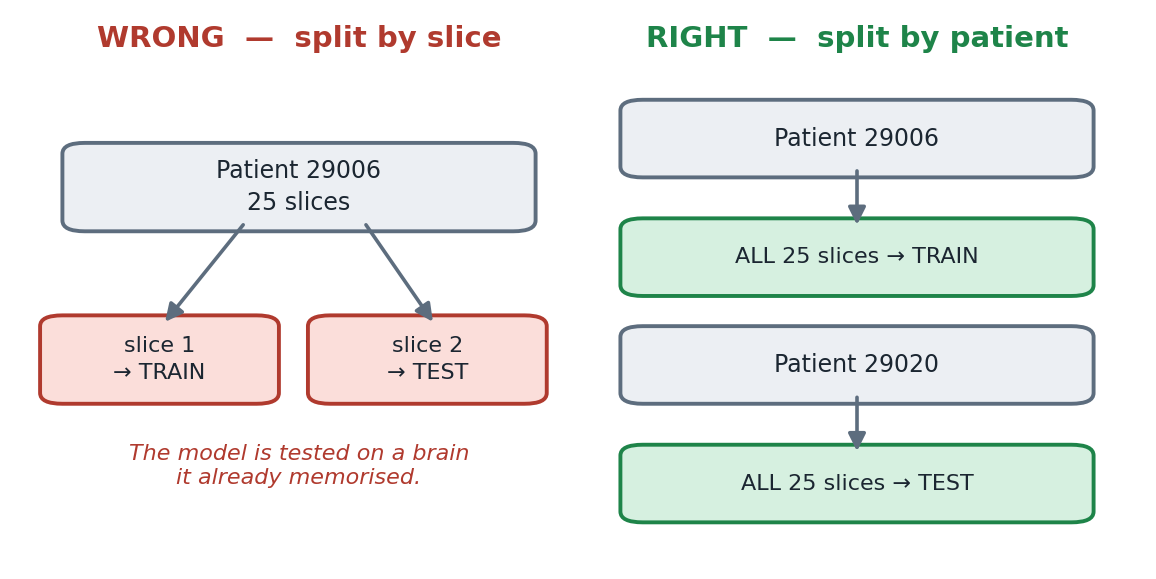 WRONG — split by slice
Patient 29006
25 slices
slice 1
→ TRAIN
slice 2
→ TEST
The model is tested on a brain
it already memorised.
RIGHT — split by patient
Patient 29006
ALL 25 slices → TRAIN
Patient 29020
ALL 25 slices → TEST